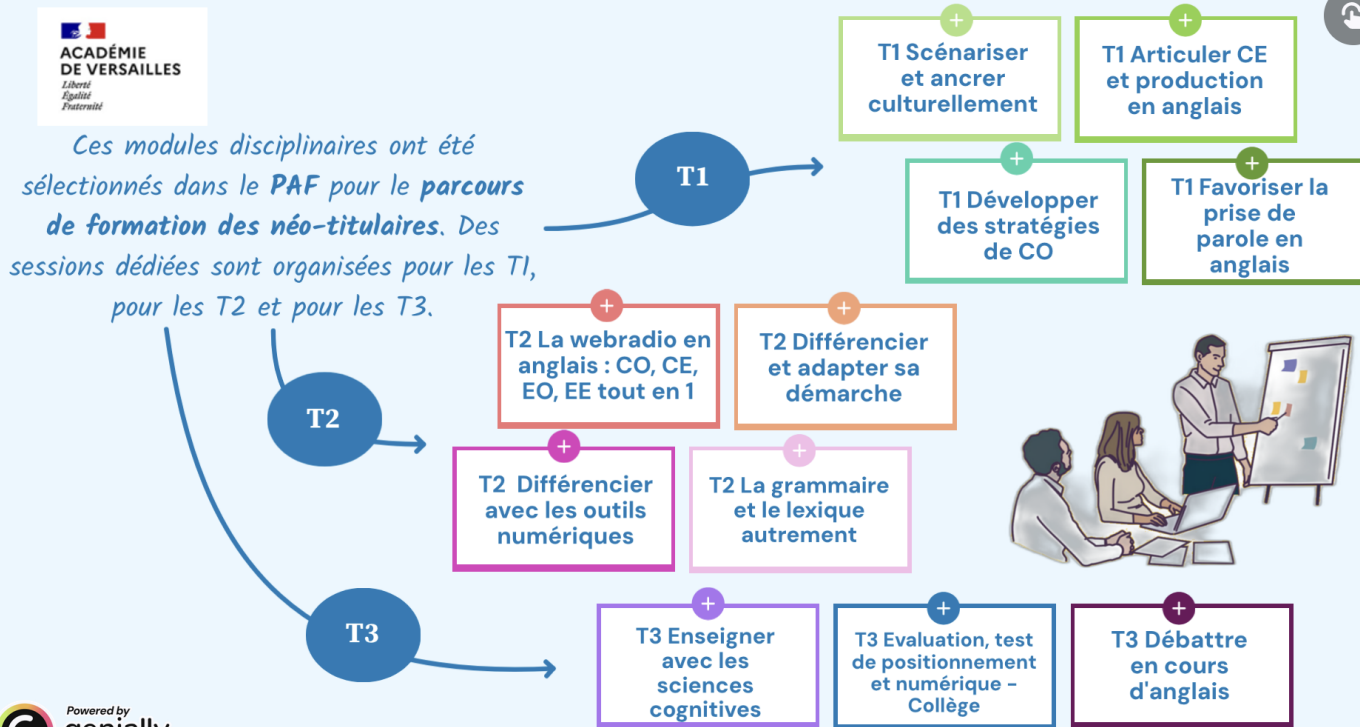 ACADÉMIE
DE VERSAILLES
Liberté
Égalité
Fraternité
Ces modules disciplinaires ont été
sélectionnés dans le PAF pour le parcours
de formation des néo-titulaires. Des
sessions dédiées sont organisées pour les T1,
pour les T2 et pour les T3.
T1
T1 Scénariser
et ancrer
culturellement
T1 Articuler CE
et production
en anglais
T1 Développer
des stratégies
de CO
T1 Favoriser la
prise de
parole en
anglais
T2
T2 La webradio en
anglais : CO, CE,
EO, EE tout en 1
T2 Différencier
et adapter sa
démarche
T2 Différencier
avec les outils
numériques
T2 La grammaire
et le lexique
autrement
T3
T3 Enseigner
avec les
sciences
cognitives
T3 Evaluation, test
de positionnement
et numérique -
Collège
T3 Débattre
en cours
d'anglais
Powered by
genially